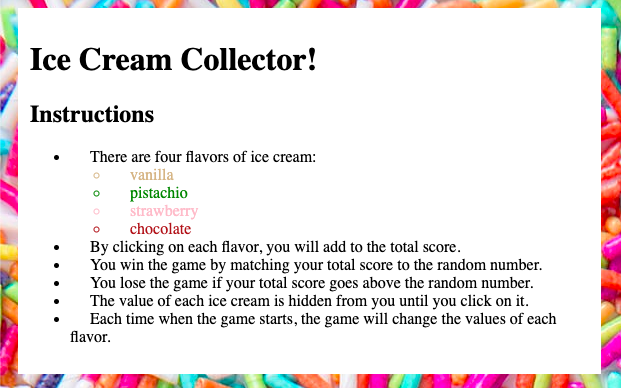 Ice Cream Collector!
Instructions
There are four flavors of ice cream:
vanilla
pistachio
strawberry
chocolate
By clicking on each flavor, you will add to the total score.
You win the game by matching your total score to the random number.
You lose the game if your total score goes above the random number.
The value of each ice cream is hidden from you until you click on it.
Each time when the game starts, the game will change the values of each
flavor.